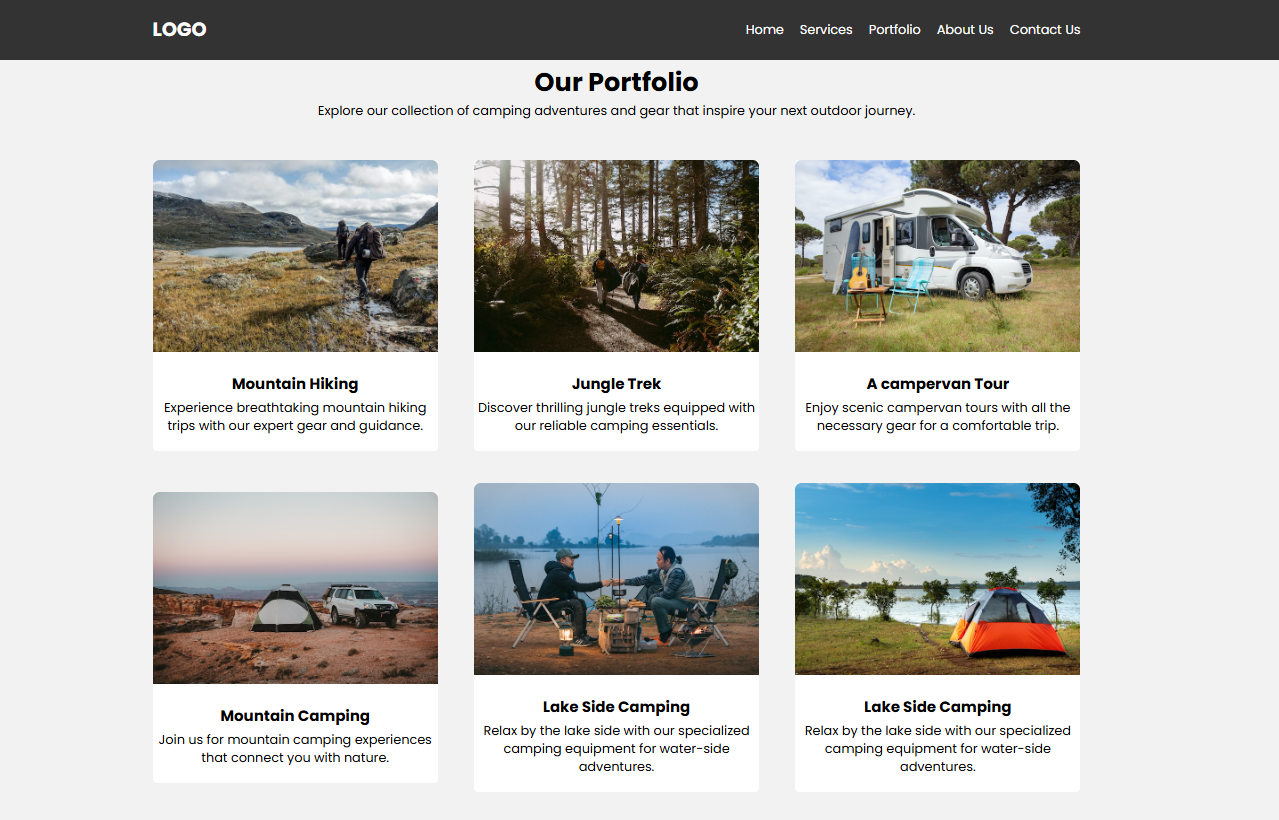 LOGO
Home Services Portfolio About Us Contact Us
Our Portfolio
Explore our collection of camping adventures and gear that inspire your next outdoor journey.
Mountain Hiking
Experience breathtaking mountain hiking
trips with our expert gear and guidance.
Jungle Trek
Discover thrilling jungle treks equipped with
our reliable camping essentials.
A campervan Tour
Enjoy scenic campervan tours with all the
necessary gear for a comfortable trip.
Mountain Camping
Join us for mountain camping experiences
that connect you with nature.
Lake Side Camping
Relax by the lake side with our specialized
camping equipment for water-side
adventures.
Lake Side Camping
Relax by the lake side with our specialized
camping equipment for water-side
adventures.